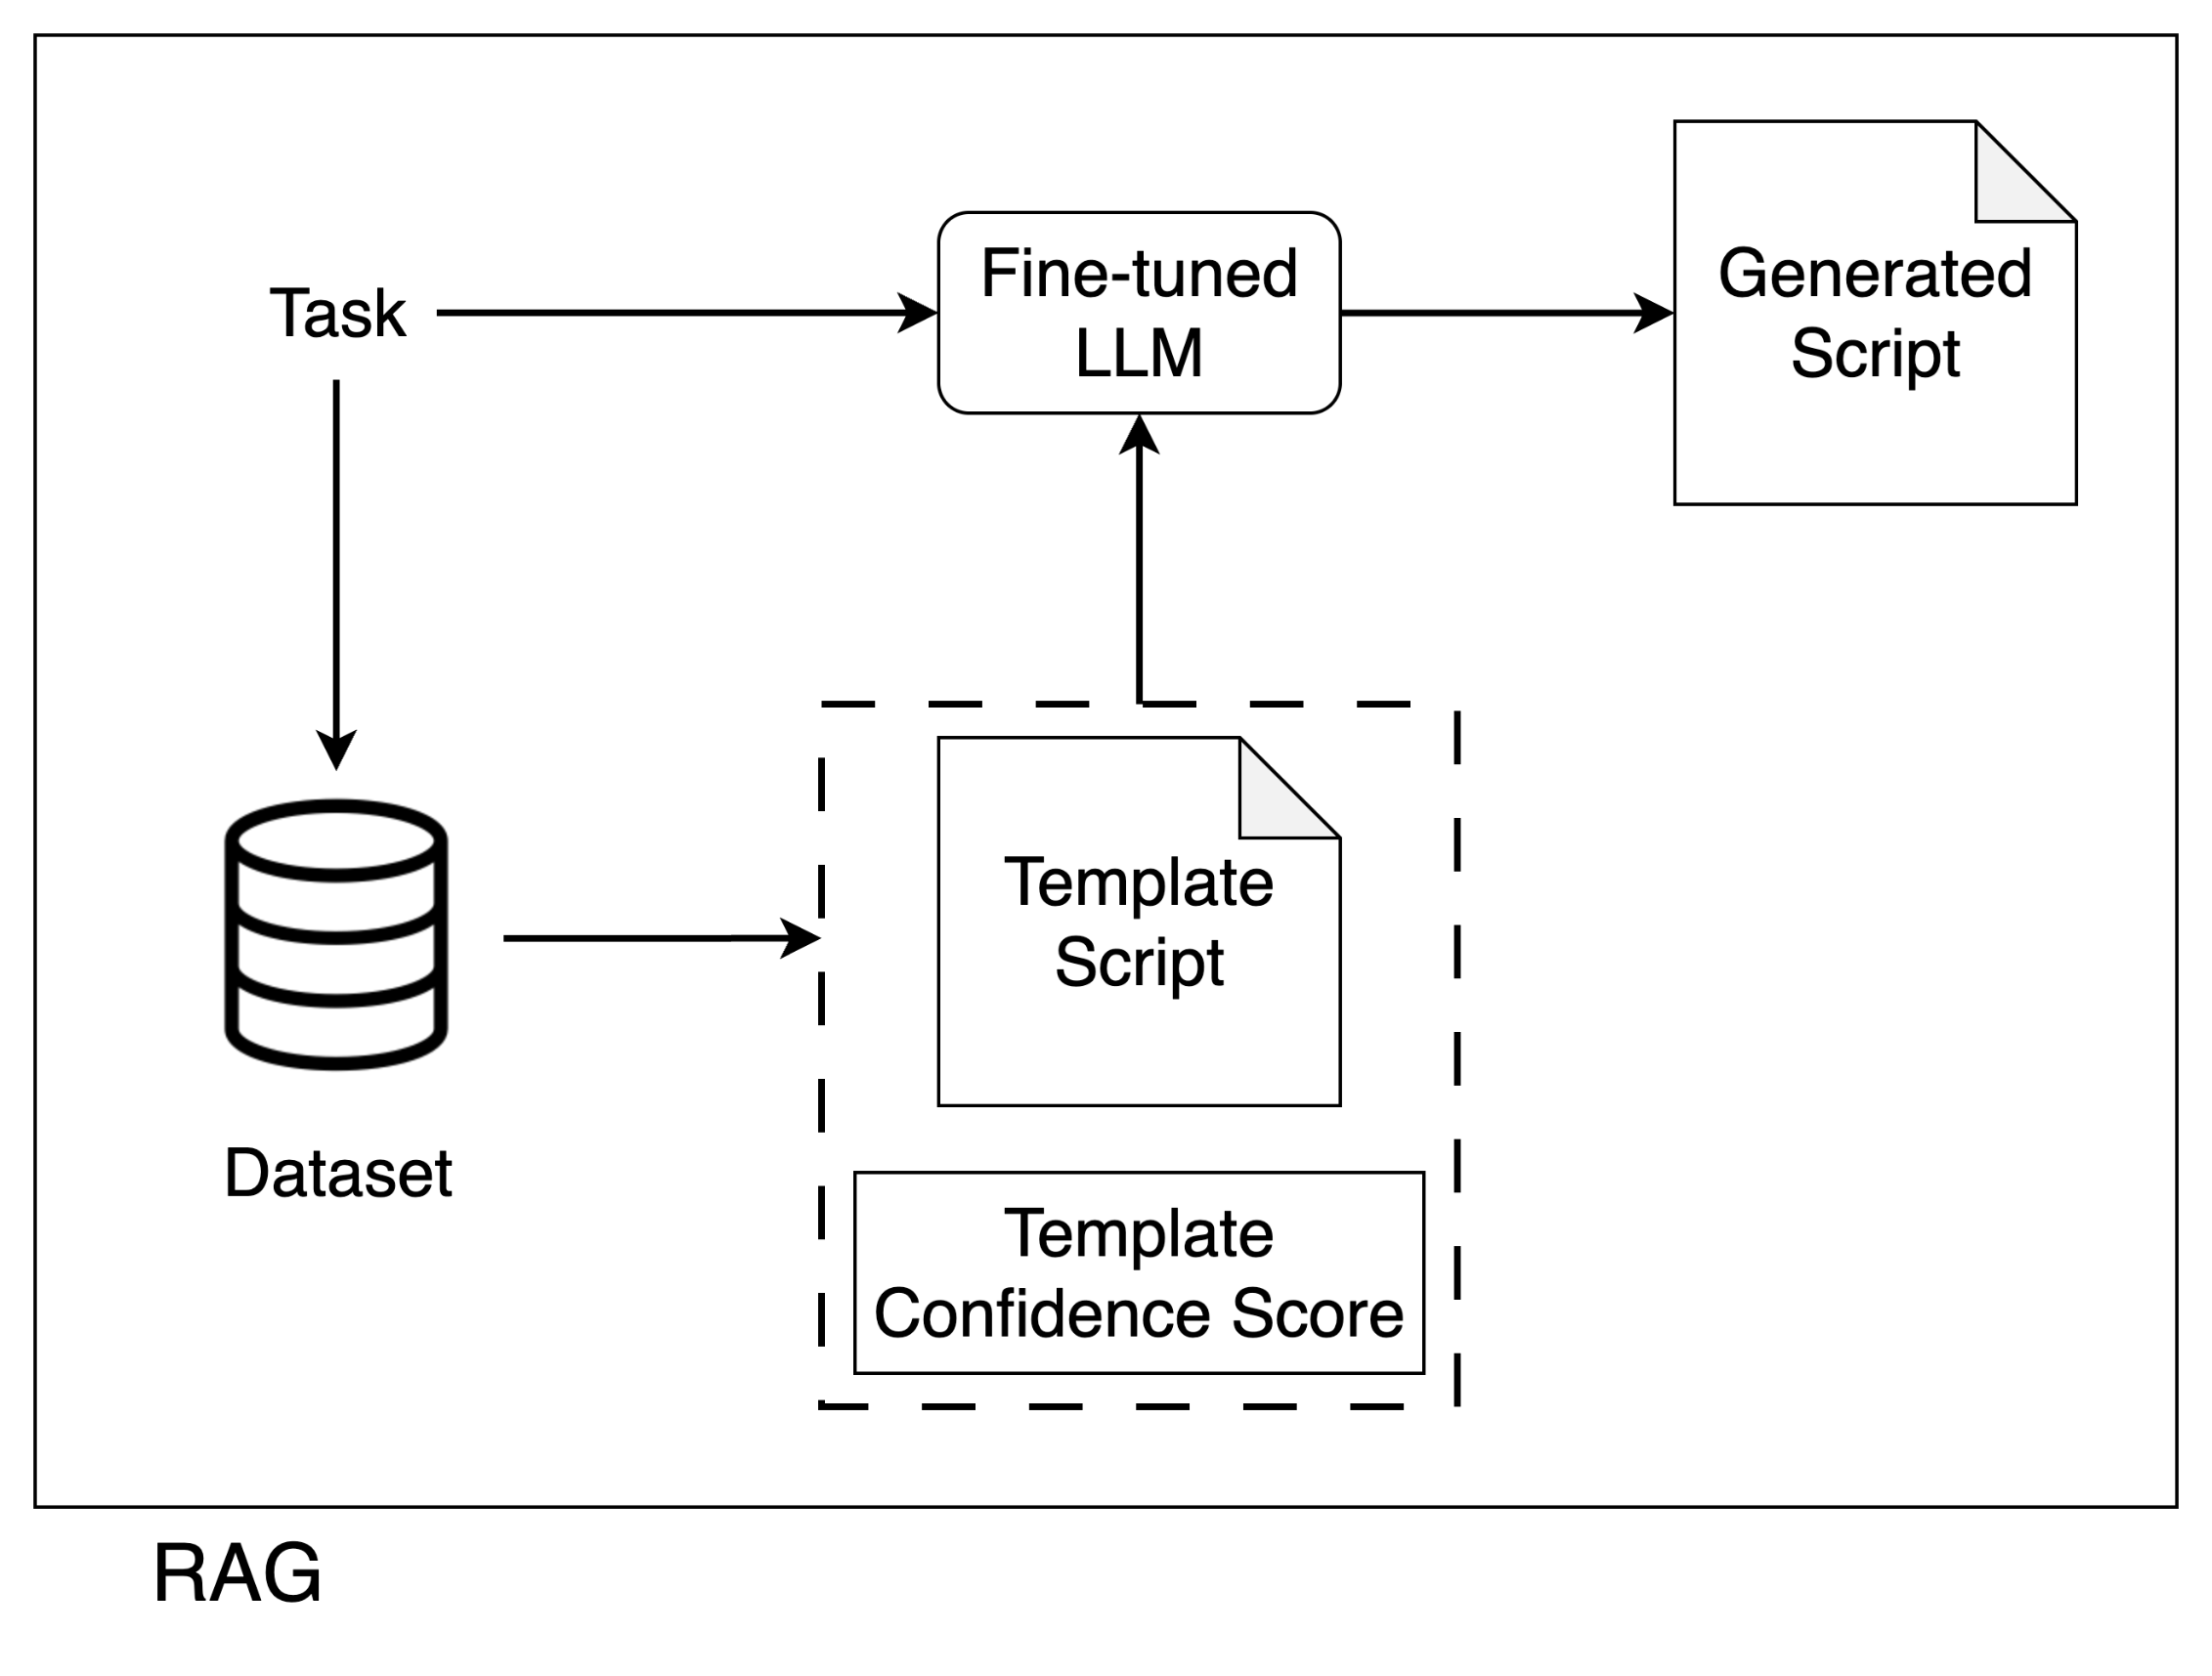 Task
Fine-tuned
LLM
Generated
Script
Dataset
Template
Script
Template
Confidence Score
RAG